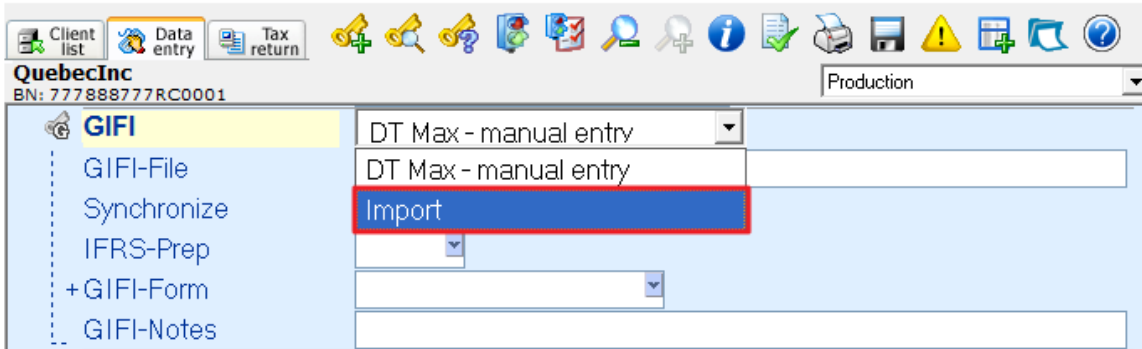 Client list
Data entry
Tax return
QuebecInc
BN: 777888777RC0001
Production
GIFI
DT Max - manual entry
GIFI-File
DT Max - manual entry
Synchronize
Import
IFRS-Prep
+GIFI-Form
GIFI-Notes